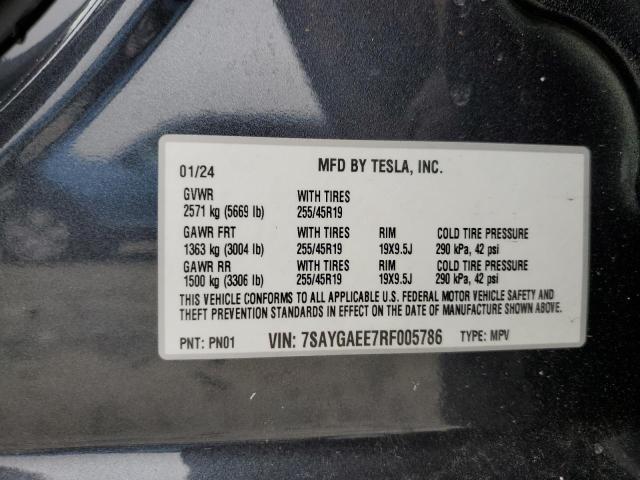 01/24 MFD BY TESLA, INC.
GVWR WITH TIRES
2571 kg (5669 lb) 255/45R19
GAWR FRT WITH TIRES RIM COLD TIRE PRESSURE
1363 kg (3004 lb) 255/45R19 19X9.5J 290 kPa, 42 psi
GAWR RR WITH TIRES RIM COLD TIRE PRESSURE
1500 kg (3306 lb) 255/45R19 19X9.5J 290 kPa, 42 psi
THIS VEHICLE CONFORMS TO ALL APPLICABLE U.S. FEDERAL MOTOR VEHICLE SAFETY AND
THEFT PREVENTION STANDARDS IN EFFECT ON THE DATE OF MANUFACTURE SHOWN ABOVE.
PNT: PN01 VIN: 7SAYGAEE7RF005786 TYPE: MPV